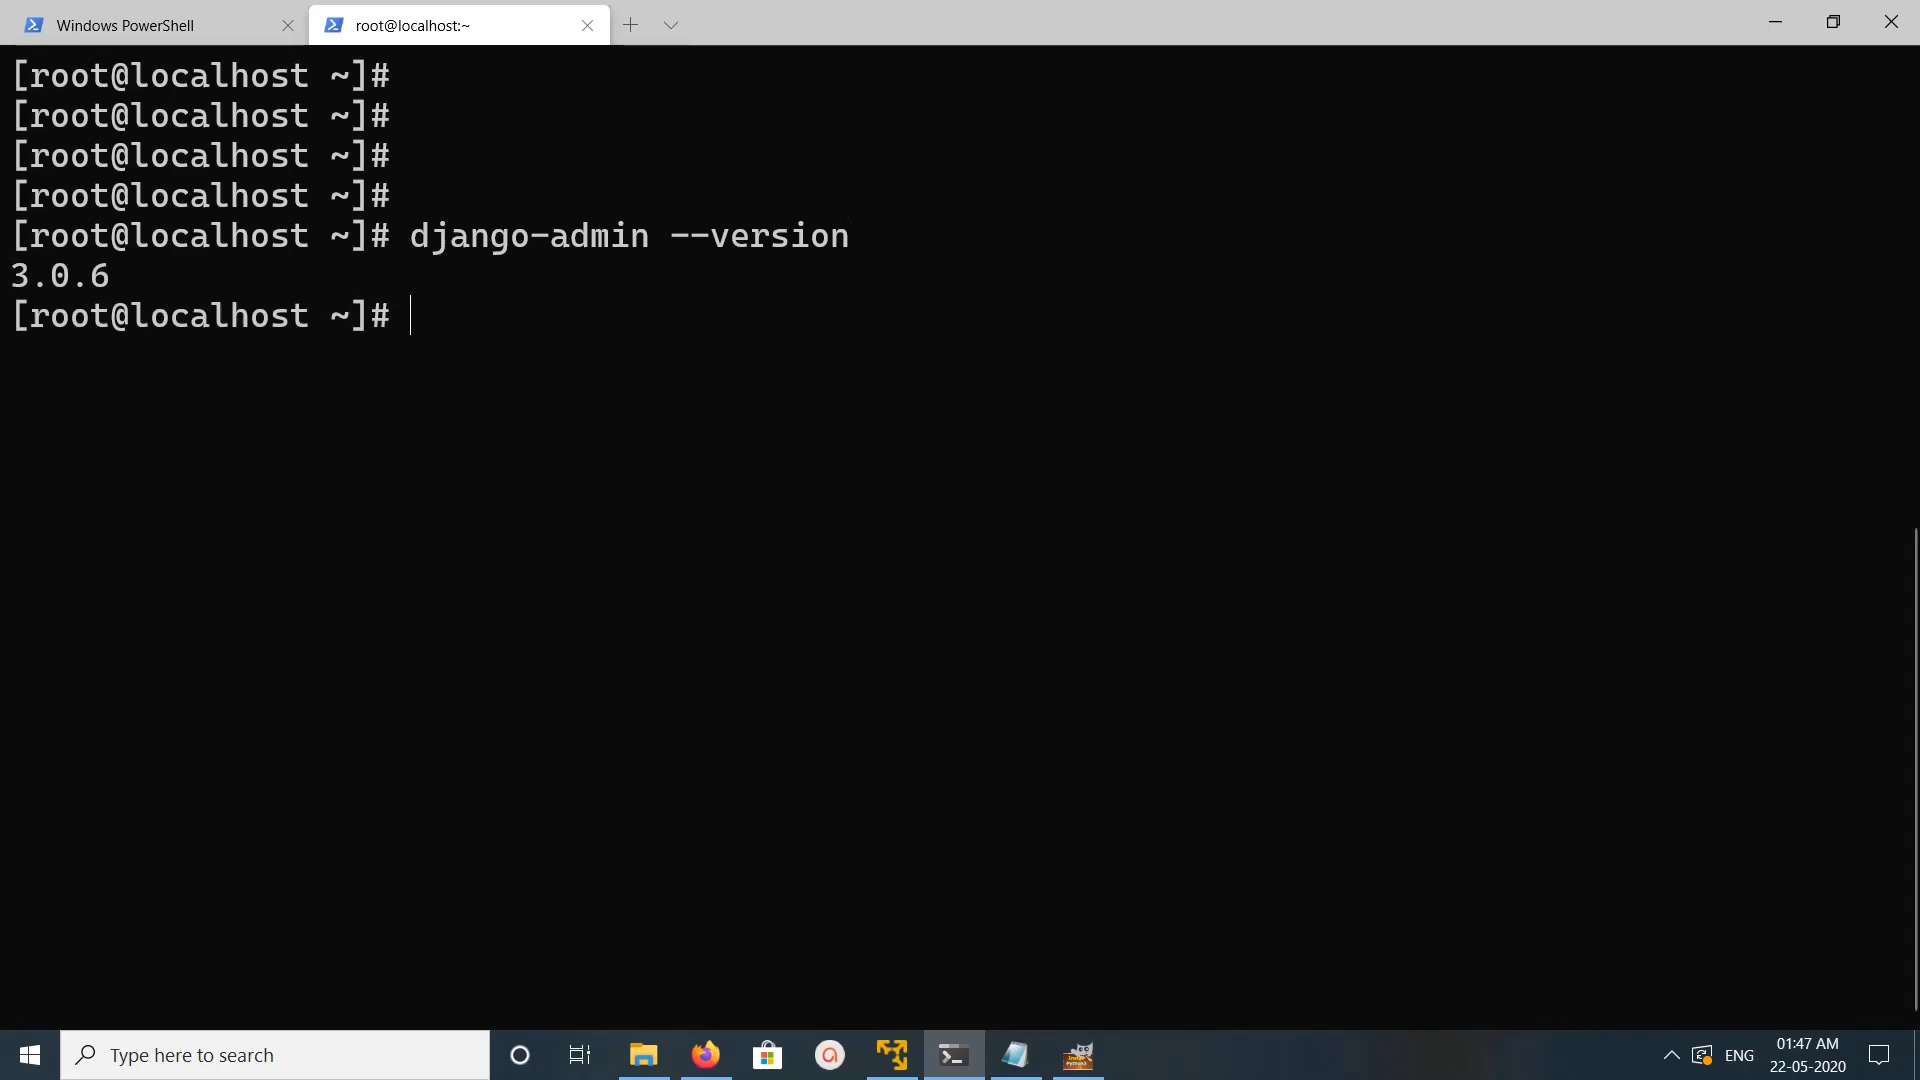 Windows PowerShell
root@localhost:~
[root@localhost ~]#
[root@localhost ~]#
[root@localhost ~]#
[root@localhost ~]#
[root@localhost ~]# django-admin --version
3.0.6
[root@localhost ~]#
Type here to search
ENG
01:47 AM
22-05-2020